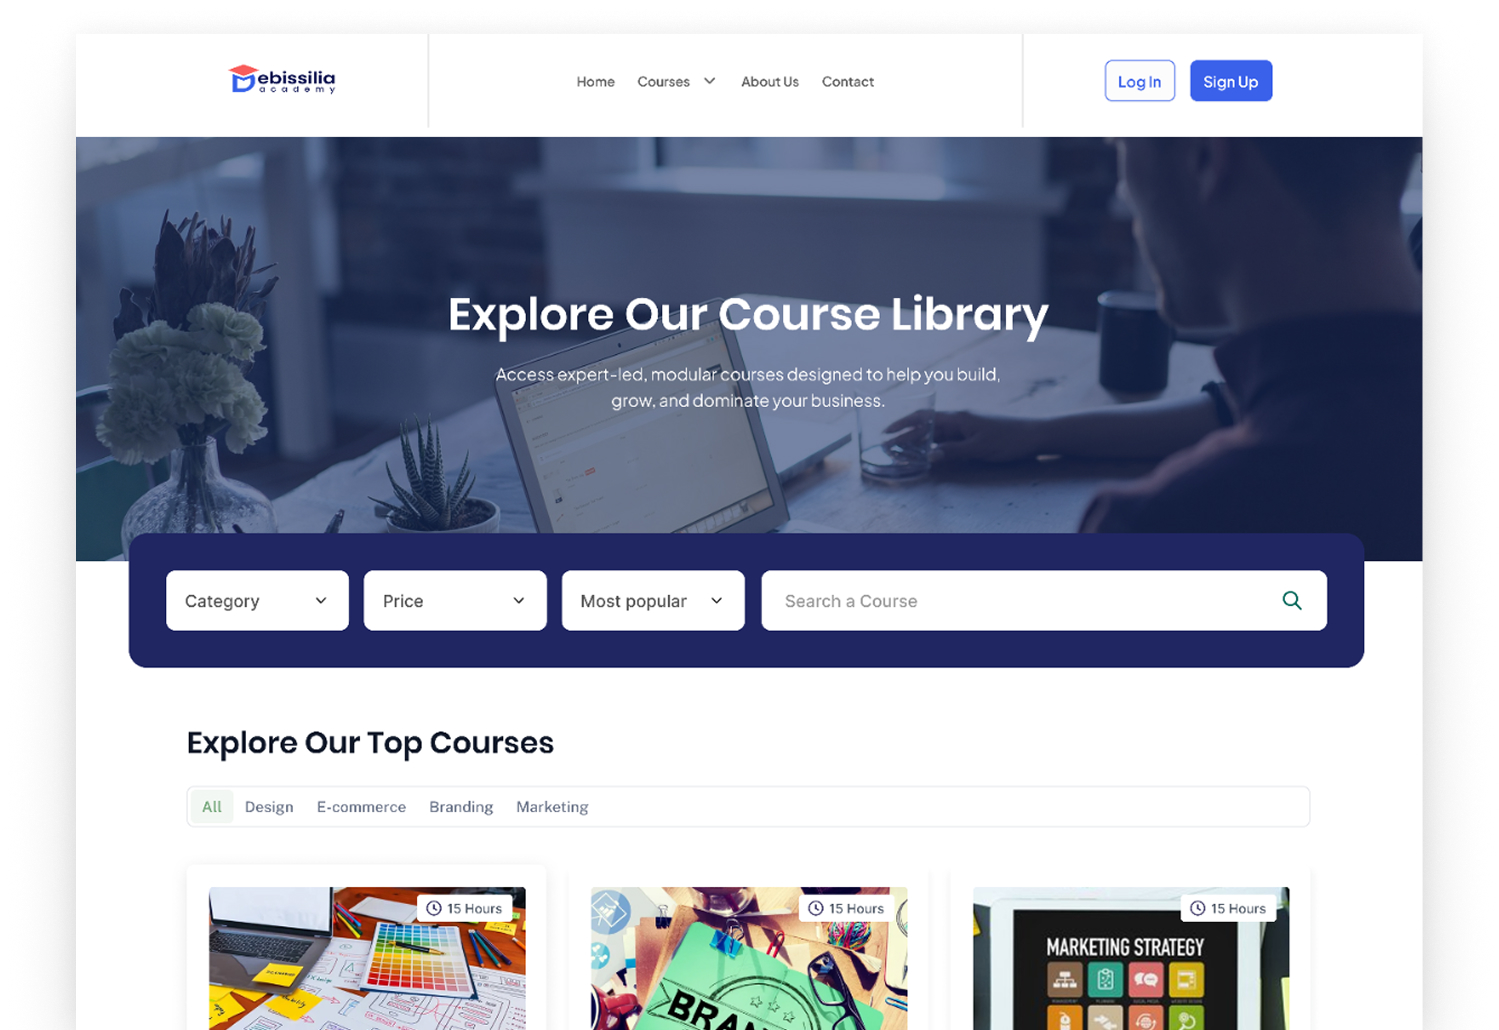 Debissilia
academy
Home Courses About Us Contact
Log In Sign Up
Explore Our Course Library
Access expert-led, modular courses designed to help you build,
grow, and dominate your business.
Category Price Most popular Search a Course
Explore Our Top Courses
All Design E-commerce Branding Marketing
15 Hours
15 Hours
15 Hours
MARKETING STRATEGY
BRAN